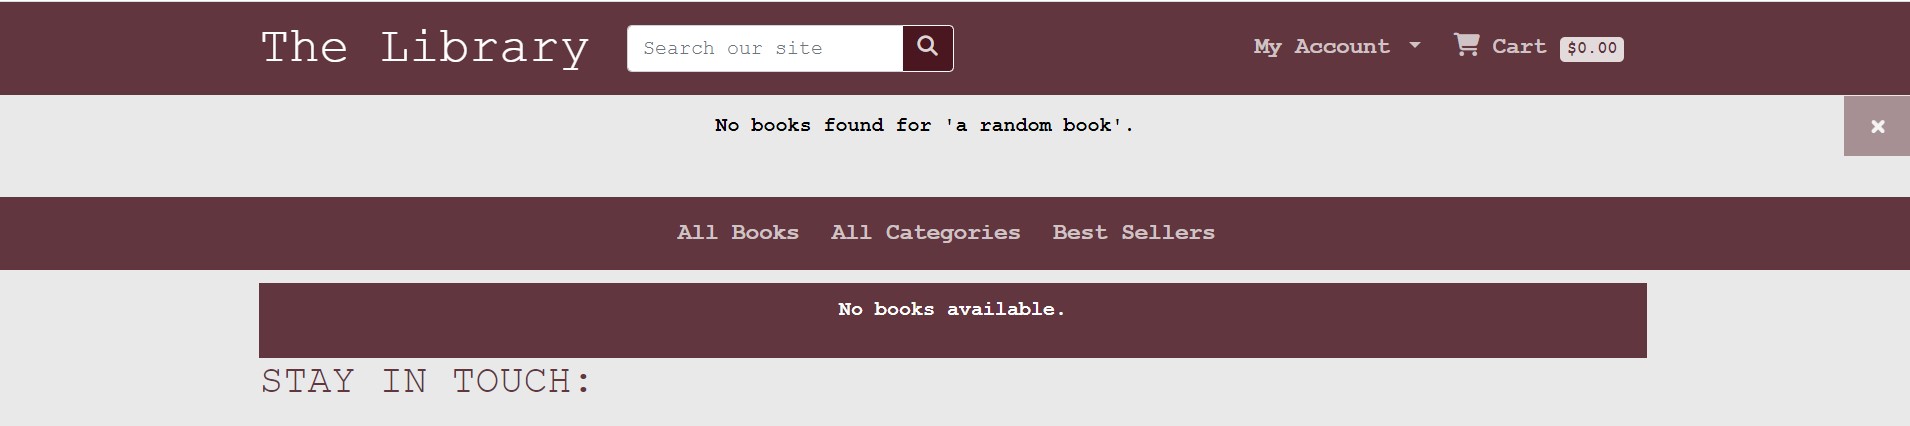 The Library Search our site My Account Cart $0.00
No books found for 'a random book'.
All Books All Categories Best Sellers
No books available.
STAY IN TOUCH: